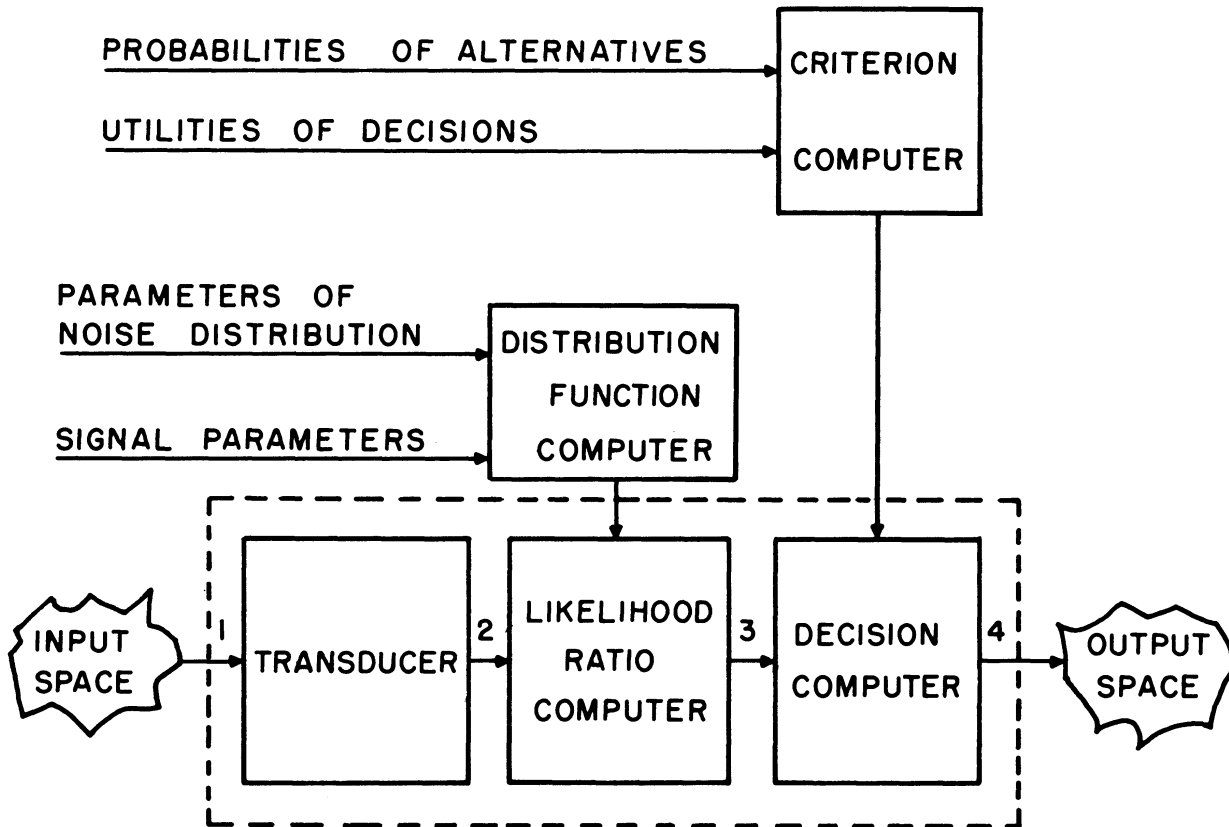 PROBABILITIES OF ALTERNATIVES
UTILITIES OF DECISIONS
CRITERION
COMPUTER
PARAMETERS OF
NOISE DISTRIBUTION
SIGNAL PARAMETERS
DISTRIBUTION
FUNCTION
COMPUTER
INPUT
SPACE
1
TRANSDUCER
2
LIKELIHOOD
RATIO
COMPUTER
3
DECISION
COMPUTER
4
OUTPUT
SPACE